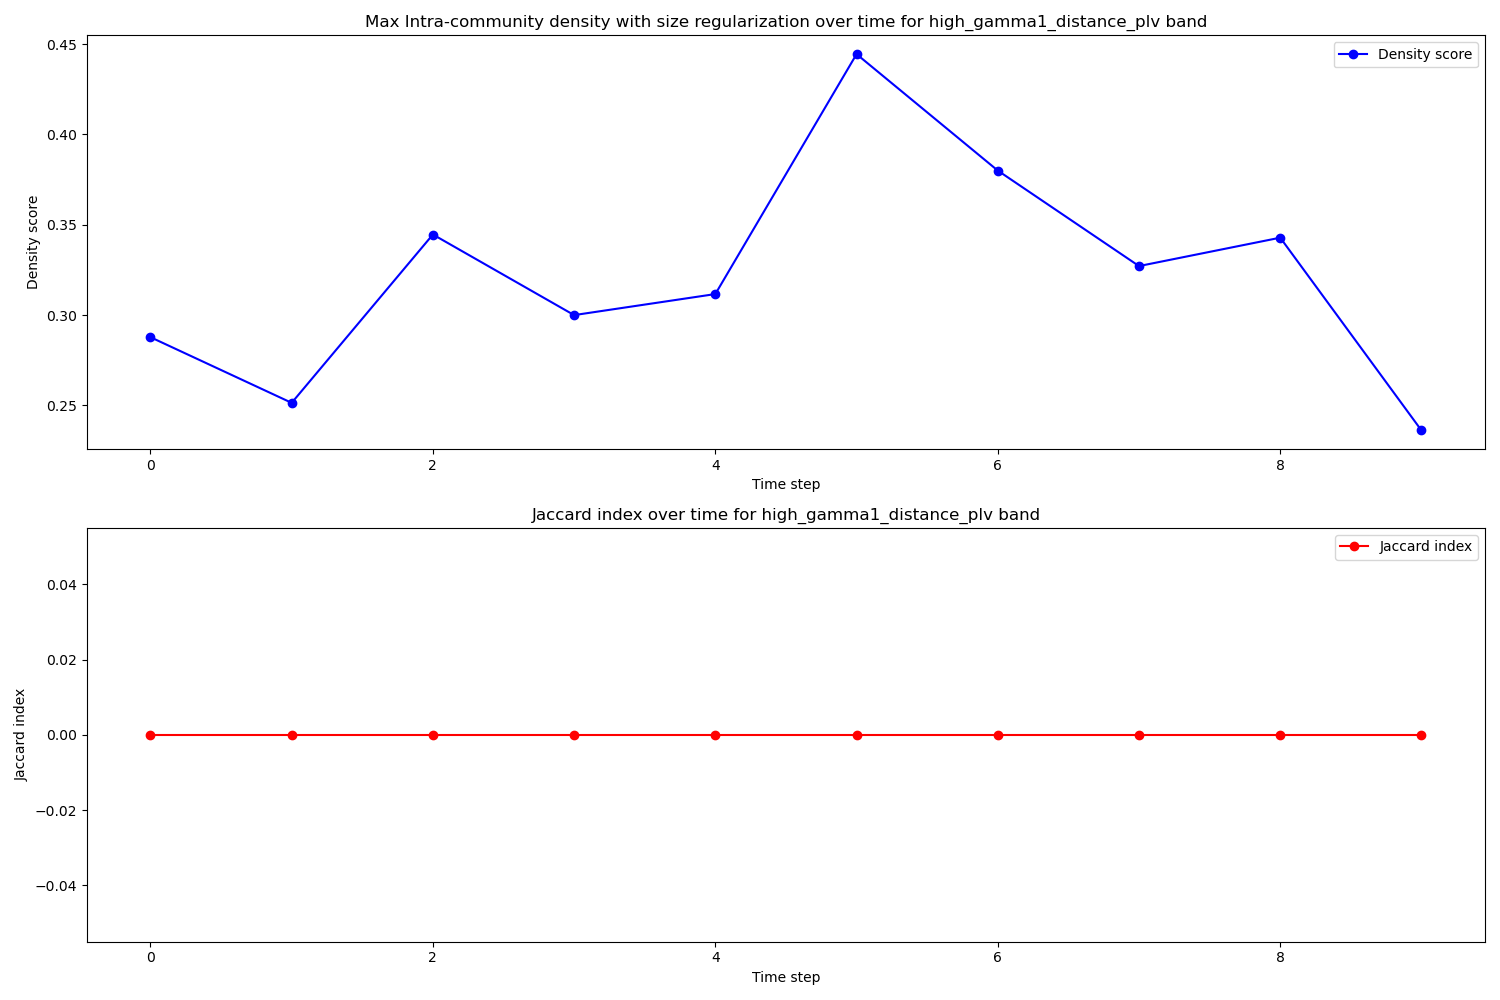 Max Intra-community density with size regularization over time for high_gamma1_distance_plv band
Density score
0.45
0.40
0.35
0.30
0.25
Density score
0 2 4 6 8
Time step
Jaccard index over time for high_gamma1_distance_plv band
Jaccard index
0.04
0.02
0.00
−0.02
−0.04
Jaccard index
0 2 4 6 8
Time step